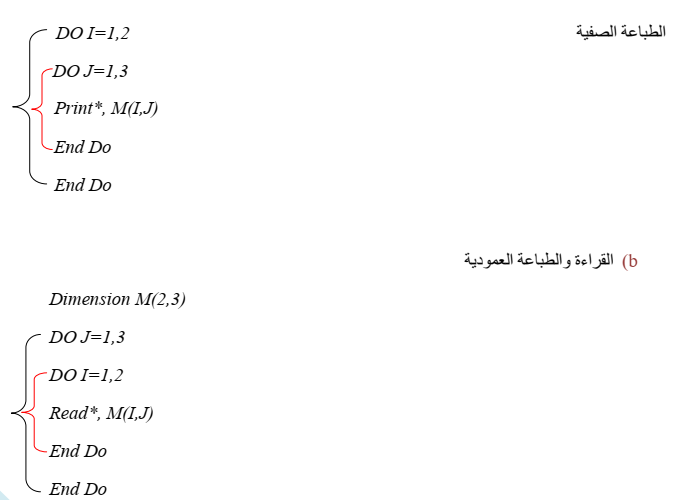 الطباعة الصفية
DO I=1,2
DO J=1,3
Print*, M(I,J)
End Do
End Do
b) القراءة والطباعة العمودية
Dimension M(2,3)
DO J=1,3
DO I=1,2
Read*, M(I,J)
End Do
End Do